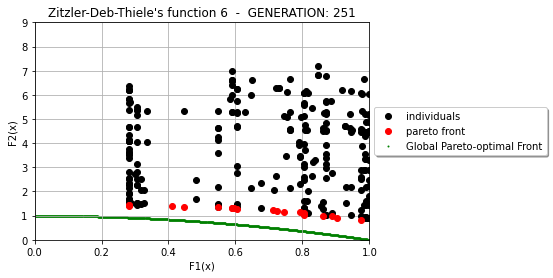 Zitzler-Deb-Thiele's function 6 - GENERATION: 251
9
8
7
6
5
4
3
2
1
0
F2(x)
0.0 0.2 0.4 0.6 0.8 1.0
F1(x)
individuals
pareto front
Global Pareto-optimal Front